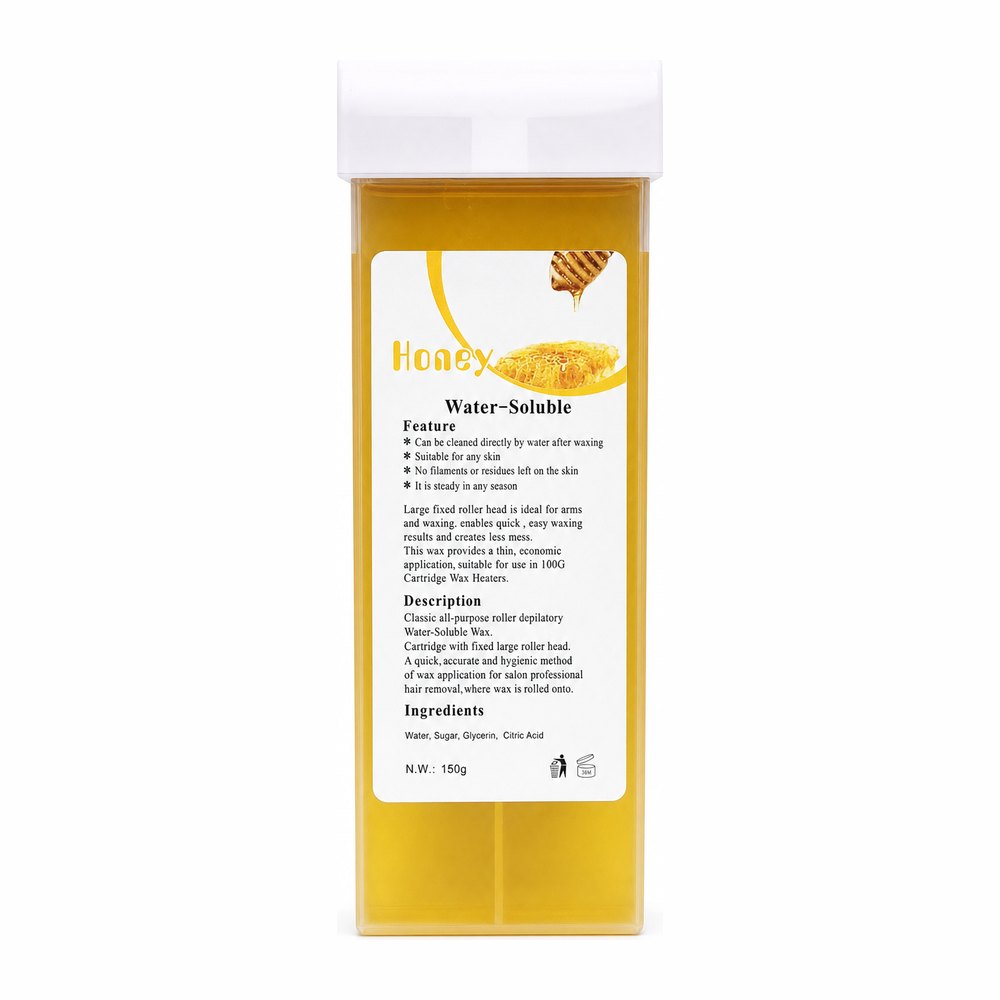 Honey
Water-Soluble
Feature
* Can be cleaned directly by water after waxing
* Suitable for any skin
* No filaments or residues left on the skin
* It is steady in any season
Large fixed roller head is ideal for arms
and waxing. enables quick , easy waxing
results and creates less mess.
This wax provides a thin, economic
application, suitable for use in 100G
Cartridge Wax Heaters.
Description
Classic all-purpose roller depilatory
Water-Soluble Wax.
Cartridge with fixed large roller head.
A quick, accurate and hygienic method
of wax application for salon professional
hair removal, where wax is rolled onto.
Ingredients
Water, Sugar, Glycerin, Citric Acid
N.W.: 150g
36M